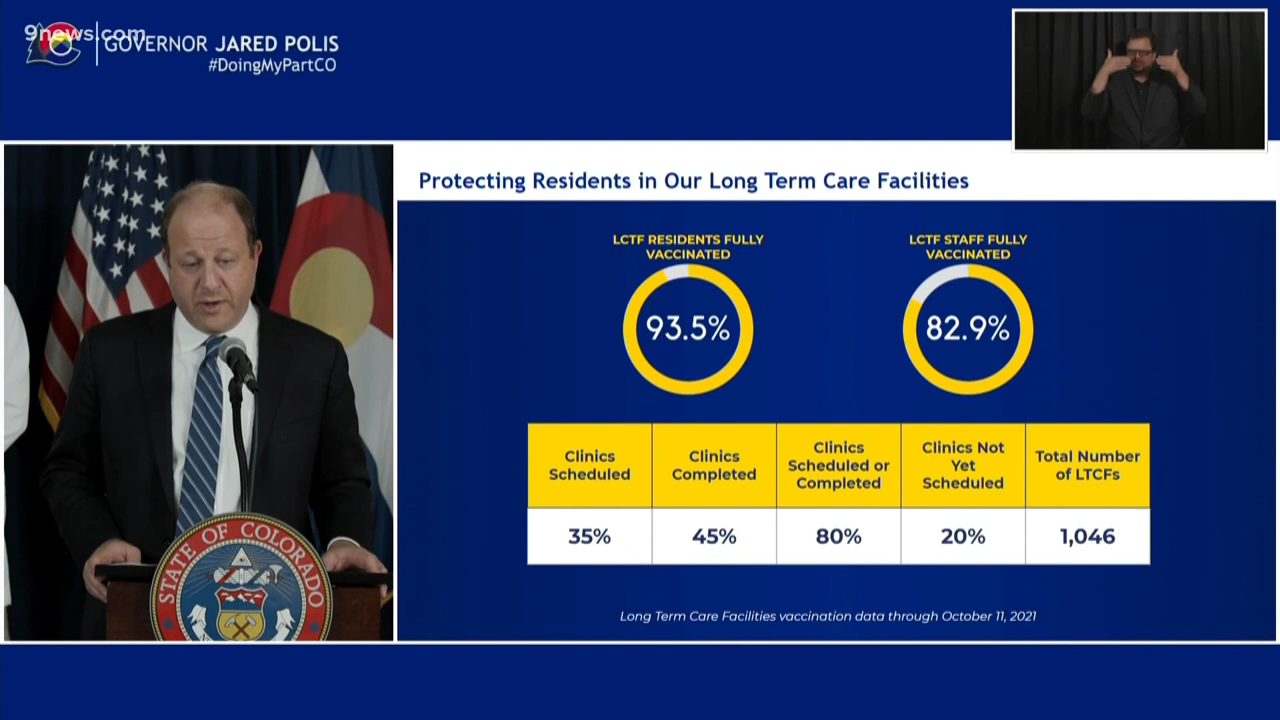 9news.com
GOVERNOR JARED POLIS
#DoingMyPartCO
Protecting Residents in Our Long Term Care Facilities
LCTF RESIDENTS FULLY
VACCINATED
93.5%
LCTF STAFF FULLY
VACCINATED
82.9%
Clinics
Scheduled
Clinics
Completed
Clinics
Scheduled or
Completed
Clinics Not
Yet
Scheduled
Total Number
of LTCFs
35%
45%
80%
20%
1,046
Long Term Care Facilities vaccination data through October 11, 2021
STATE OF COLORADO